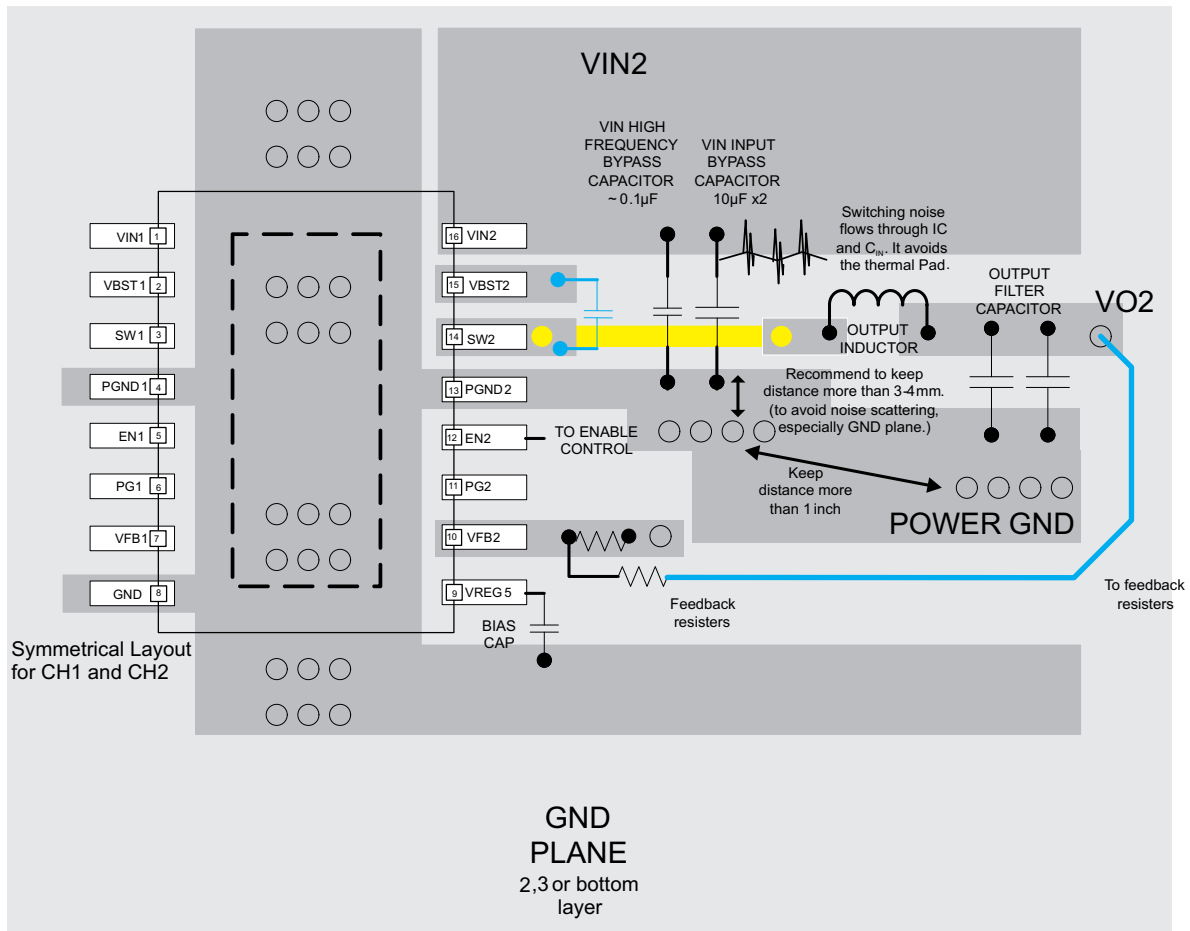 VIN2
VIN HIGH
FREQUENCY
BYPASS
CAPACITOR
~ 0.1µF
VIN INPUT
BYPASS
CAPACITOR
10µF x2
Switching noise
flows through IC
and CIN. It avoids
the thermal Pad.
OUTPUT
FILTER
CAPACITOR
VO2
OUTPUT
INDUCTOR
Recommend to keep
distance more than 3-4mm.
(to avoid noise scattering,
especially GND plane.)
Keep
distance more
than 1 inch
POWER GND
To feedback
resisters
VIN1 1
VBST1 2
SW1 3
PGND1 4
EN1 5
PG1 6
VFB1 7
GND 8
16 VIN2
15 VBST2
14 SW2
13 PGND2
12 EN2
11 PG2
10 VFB2
9 VREG5
TO ENABLE
CONTROL
Feedback
resisters
BIAS
CAP
Symmetrical Layout
for CH1 and CH2
GND
PLANE
2,3 or bottom
layer